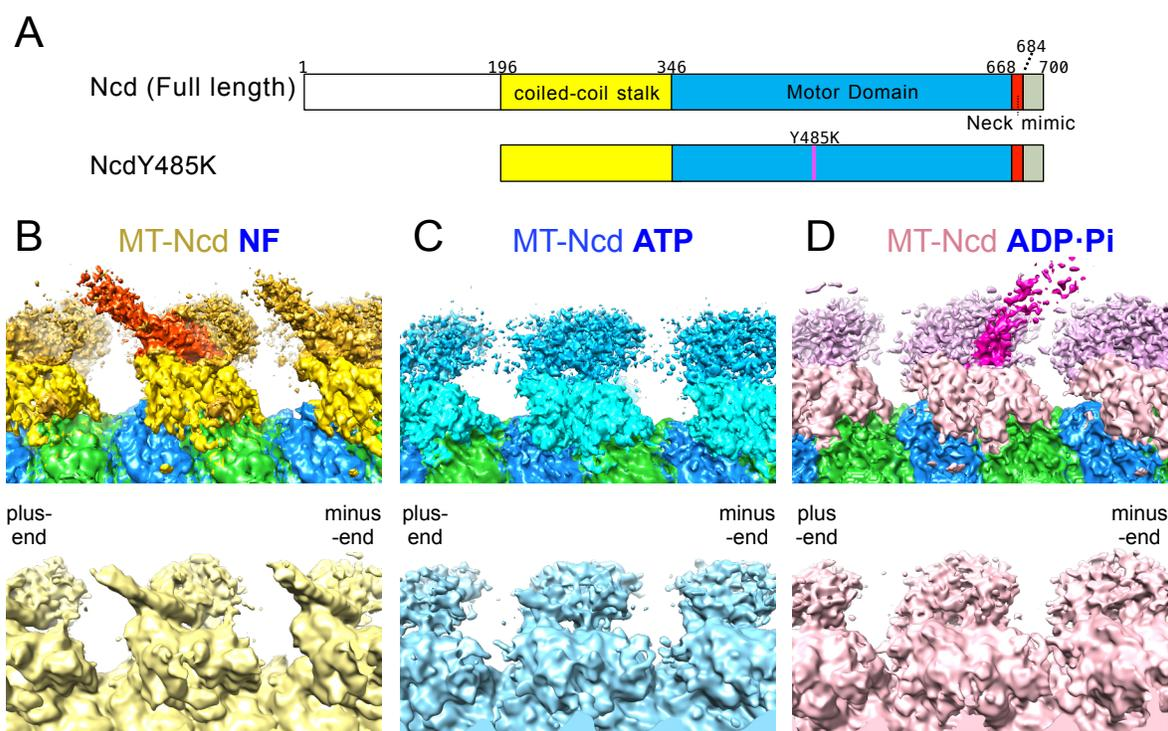 A
1 196 346 668 684 700
Ncd (Full length)
coiled-coil stalk
Motor Domain
Neck mimic
Y485K
NcdY485K
B MT-Ncd NF
C MT-Ncd ATP
D MT-Ncd ADP·Pi
plus-
end
minus
-end
plus-
end
minus
-end
plus
-end
minus
-end